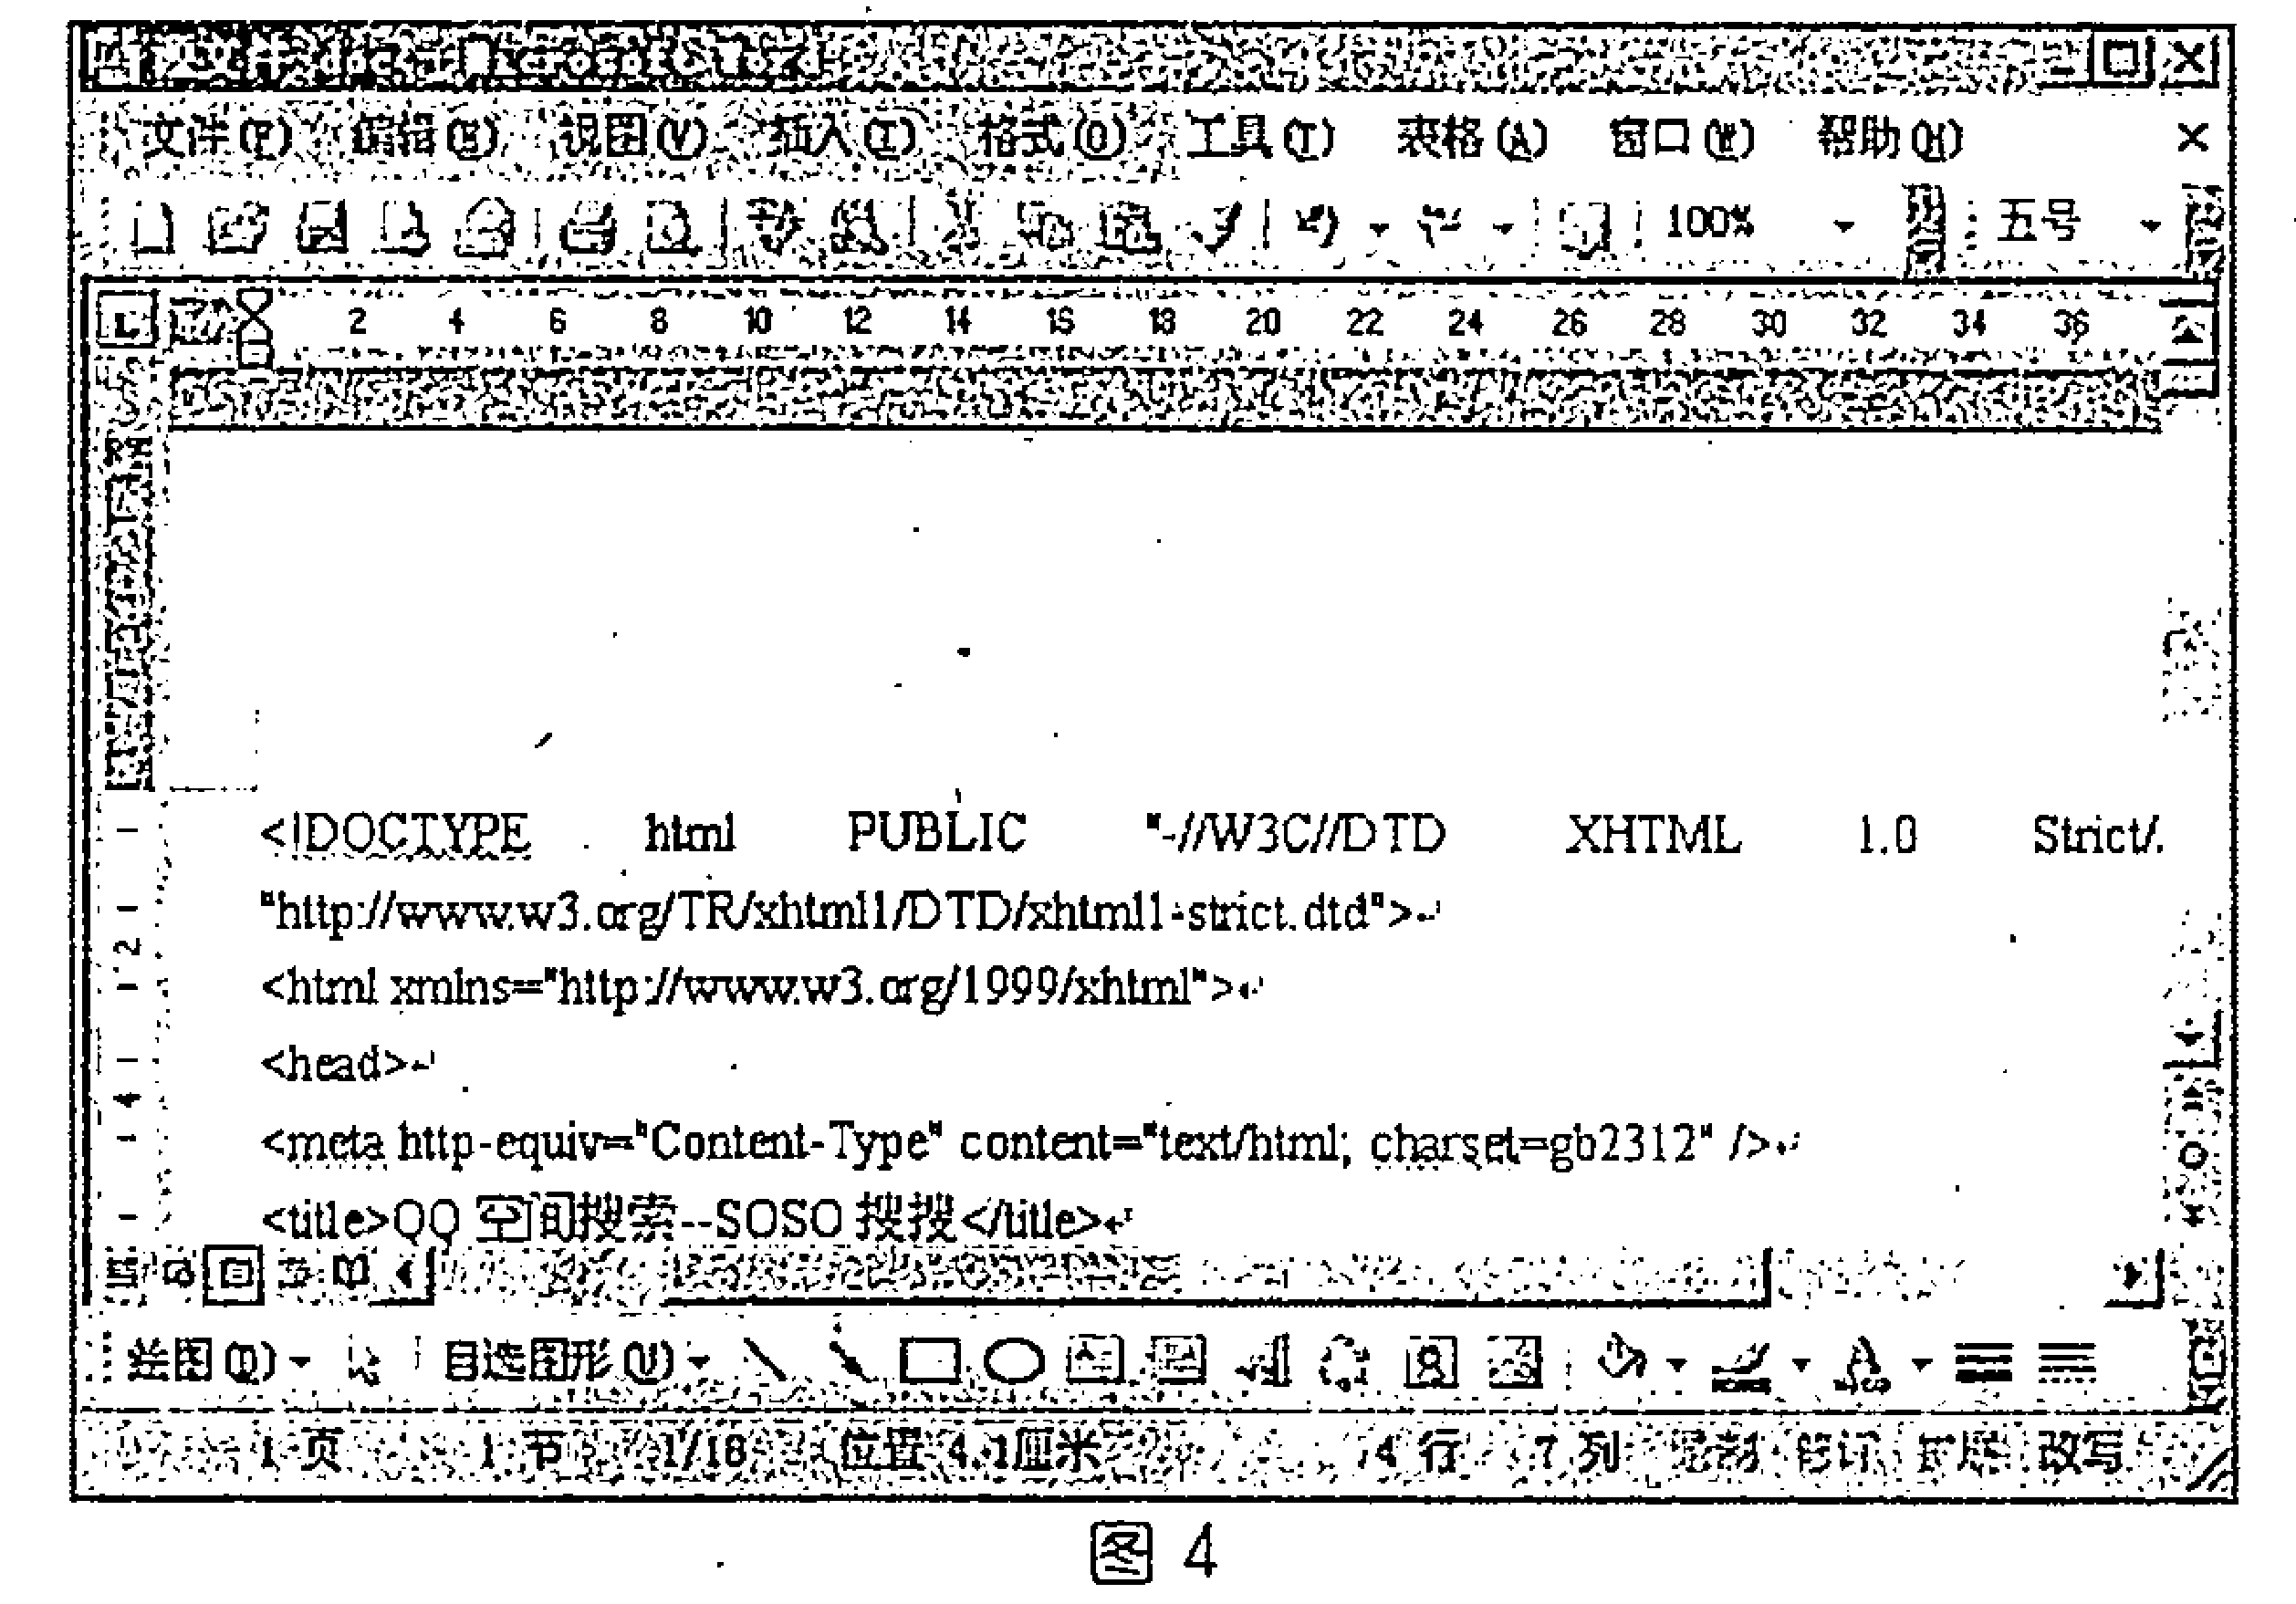 文件(F) 编辑(E) 视图(V) 插入(I) 格式(O) 工具(T) 表格(A) 窗口(W) 帮助(H)
100% 五号
2 4 6 8 10 12 14 16 18 20 22 24 26 28 30 32 34 36
<!DOCTYPE html PUBLIC "-//W3C//DTD XHTML 1.0 Strict/.
"http://www.w3.org/TR/xhtml1/DTD/xhtml1-strict.dtd">
<html xmlns="http://www.w3.org/1999/xhtml">
2
<head>
4
<meta http-equiv="Content-Type" content="text/html; charset=gb2312" />
<title>QQ 空间搜索--SOSO 搜搜</title>
绘图(D) 自选图形(U)
1 页 1 节 1/18 位置 4.1厘米 4 行 7 列 录制 修订 扩展 改写
图 4